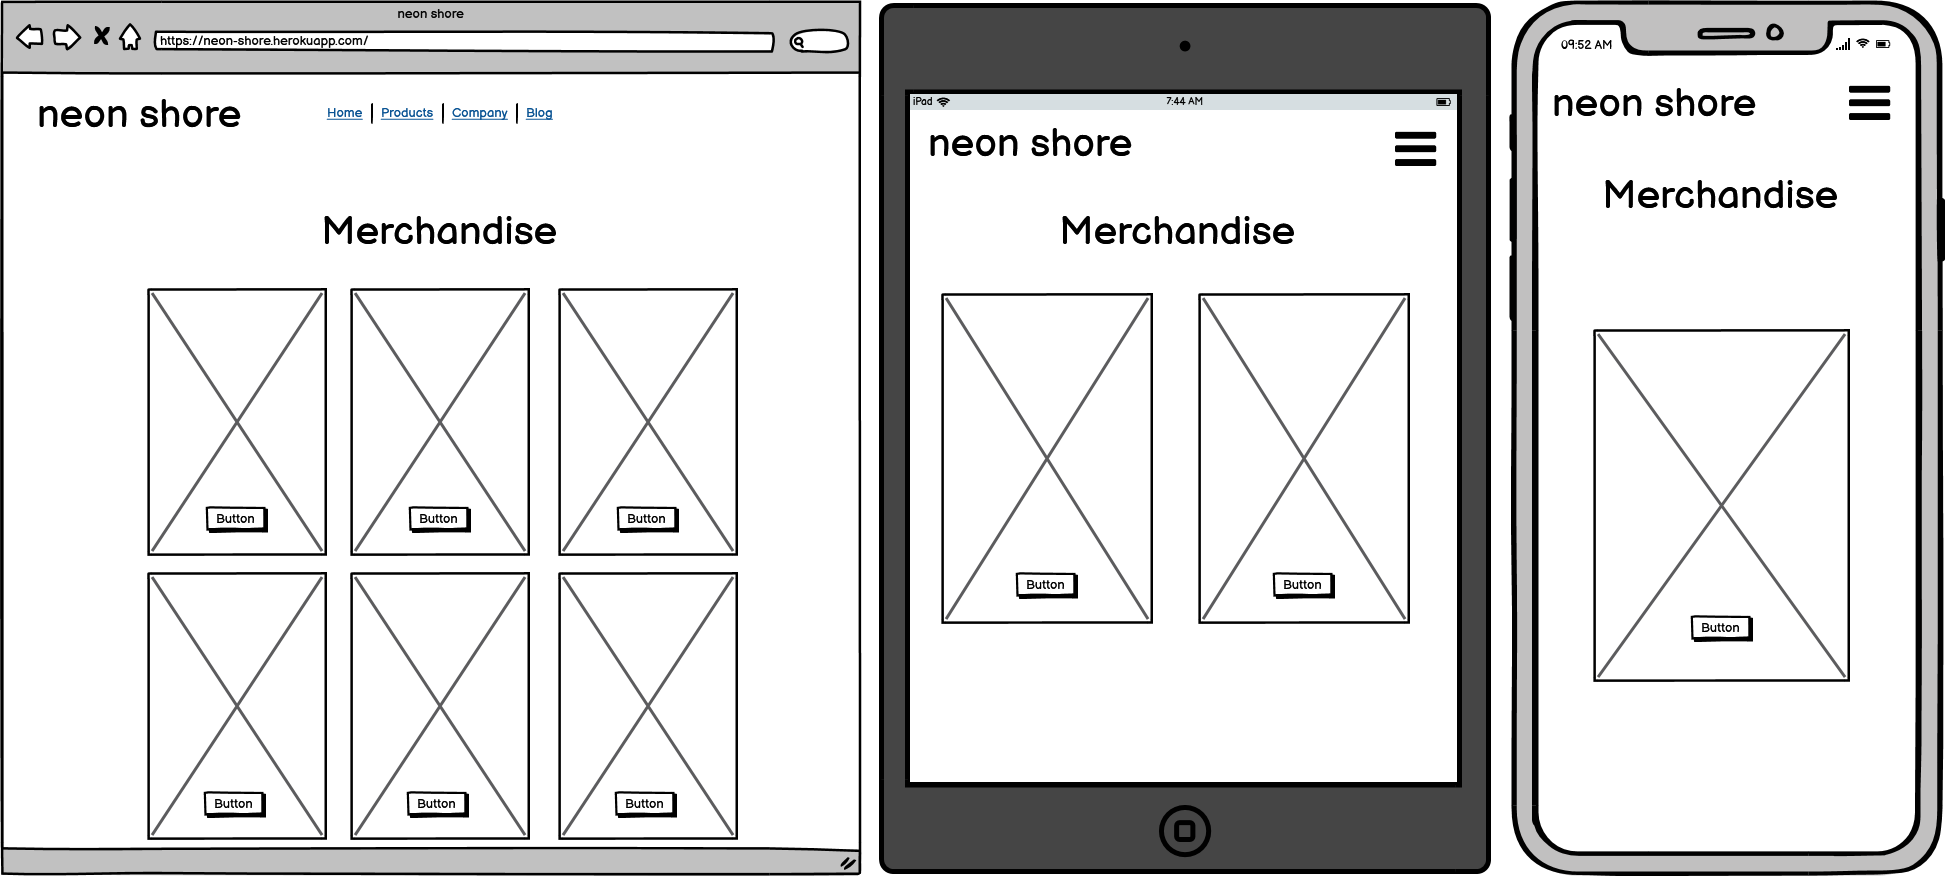 neon shore
https://neon-shore.herokuapp.com/
neon shore
Home Products Company Blog
Merchandise
Button Button Button
Button Button Button
iPad 7:44 AM
neon shore
Merchandise
Button Button
09:52 AM
neon shore
Merchandise
Button